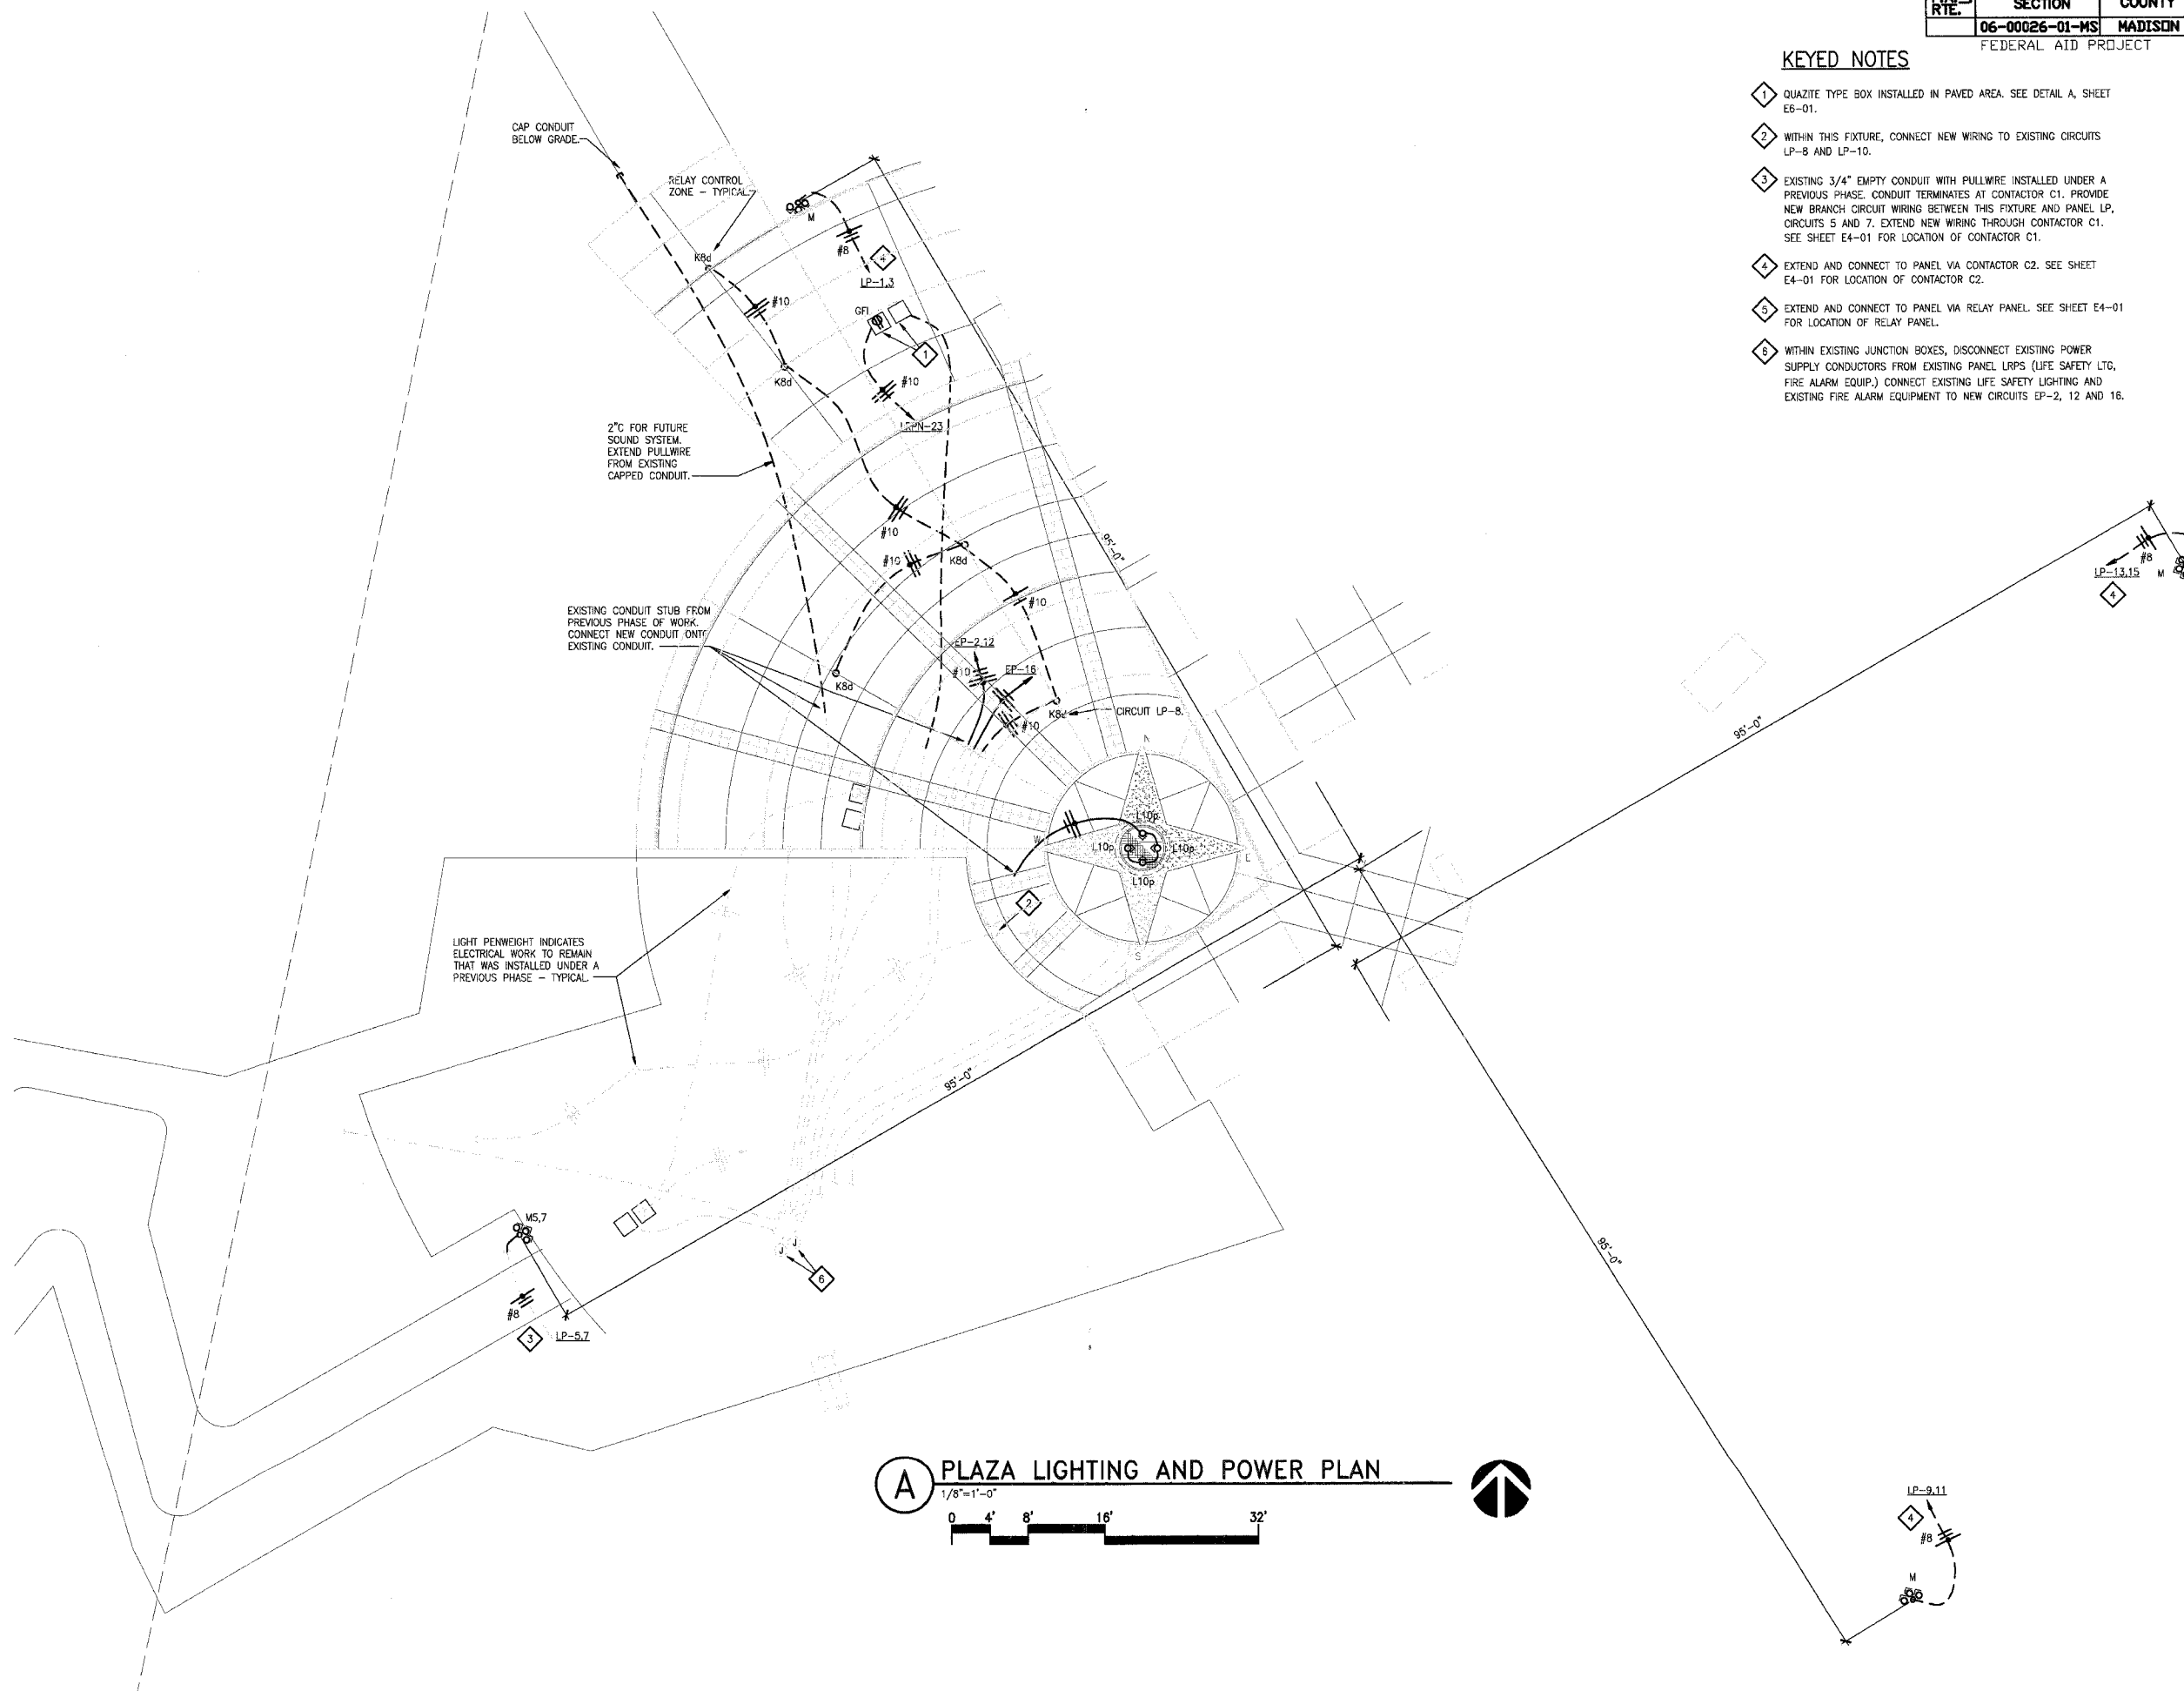 RTE.
SECTION
COUNTY
06-00026-01-MS
MADISON
FEDERAL AID PROJECT
KEYED NOTES
1
QUAZITE TYPE BOX INSTALLED IN PAVED AREA. SEE DETAIL A, SHEET
E6-01.
2
WITHIN THIS FIXTURE, CONNECT NEW WIRING TO EXISTING CIRCUITS
LP-8 AND LP-10.
3
EXISTING 3/4" EMPTY CONDUIT WITH PULLWIRE INSTALLED UNDER A
PREVIOUS PHASE. CONDUIT TERMINATES AT CONTACTOR C1. PROVIDE
NEW BRANCH CIRCUIT WIRING BETWEEN THIS FIXTURE AND PANEL LP,
CIRCUITS 5 AND 7. EXTEND NEW WIRING THROUGH CONTACTOR C1.
SEE SHEET E4-01 FOR LOCATION OF CONTACTOR C1.
4
EXTEND AND CONNECT TO PANEL VIA CONTACTOR C2. SEE SHEET
E4-01 FOR LOCATION OF CONTACTOR C2.
5
EXTEND AND CONNECT TO PANEL VIA RELAY PANEL. SEE SHEET E4-01
FOR LOCATION OF RELAY PANEL.
6
WITHIN EXISTING JUNCTION BOXES, DISCONNECT EXISTING POWER
SUPPLY CONDUCTORS FROM EXISTING PANEL LRPS (LIFE SAFETY LTG,
FIRE ALARM EQUIP.) CONNECT EXISTING LIFE SAFETY LIGHTING AND
EXISTING FIRE ALARM EQUIPMENT TO NEW CIRCUITS EP-2, 12 AND 16.
CAP CONDUIT
BELOW GRADE.
RELAY CONTROL
ZONE - TYPICAL.
M
#8
4
LP-1,3
K8d
#10
GFI
1
K8d
#10
LRPN-23
2"C FOR FUTURE
SOUND SYSTEM.
EXTEND PULLWIRE
FROM EXISTING
CAPPED CONDUIT.
#10
#10
K8d
95'-0"
#10
LP-13,15
#8
M
4
EXISTING CONDUIT STUB FROM
PREVIOUS PHASE OF WORK.
CONNECT NEW CONDUIT ONTO
EXISTING CONDUIT.
EP-2,12
#10
EP-16
K8d
K8d
CIRCUIT LP-8.
#10
95'-0"
N
L10p
W
L10p
L10p
E
L10p
S
2
LIGHT PENWEIGHT INDICATES
ELECTRICAL WORK TO REMAIN
THAT WAS INSTALLED UNDER A
PREVIOUS PHASE - TYPICAL.
95'-0"
M5,7
J
J
6
#8
3
LP-5,7
95'-0"
A
PLAZA LIGHTING AND POWER PLAN
1/8"=1'-0"
0 4' 8' 16' 32'
LP-9,11
4
#8
M